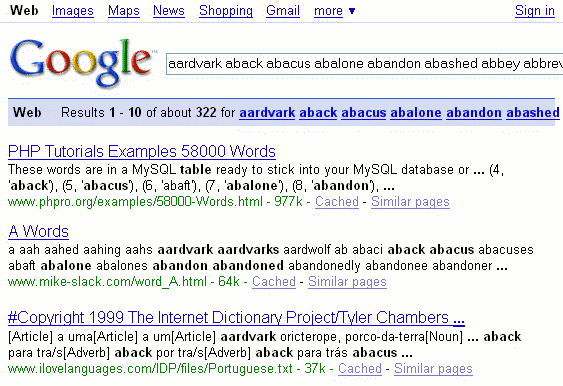 Web Images Maps News Shopping Gmail more ▼ Sign in
Google™ aardvark aback abacus abalone abandon abashed abbey abbrev
Web Results 1 - 10 of about 322 for aardvark aback abacus abalone abandon abashed
PHP Tutorials Examples 58000 Words
These words are in a MySQL table ready to stick into your MySQL database or ... (4,
'aback'), (5, 'abacus'), (6, 'abaft'), (7, 'abalone'), (8, 'abandon'), ...
www.phpro.org/examples/58000-Words.html - 977k - Cached - Similar pages
A Words
a aah aahed aahing aahs aardvark aardvarks aardwolf ab abaci aback abacus abacuses
abaft abalone abalones abandon abandoned abandonedly abandonee abandoner ...
www.mike-slack.com/word_A.html - 64k - Cached - Similar pages
#Copyright 1999 The Internet Dictionary Project/Tyler Chambers ...
[Article] a uma[Article] a um[Article] aardvark oricterope, porco-da-terra[Noun] ... aback
para tra/s[Adverb] aback por tra/s[Adverb] aback para trás abacus ...
www.ilovelanguages.com/IDP/files/Portuguese.txt - 37k - Cached - Similar pages